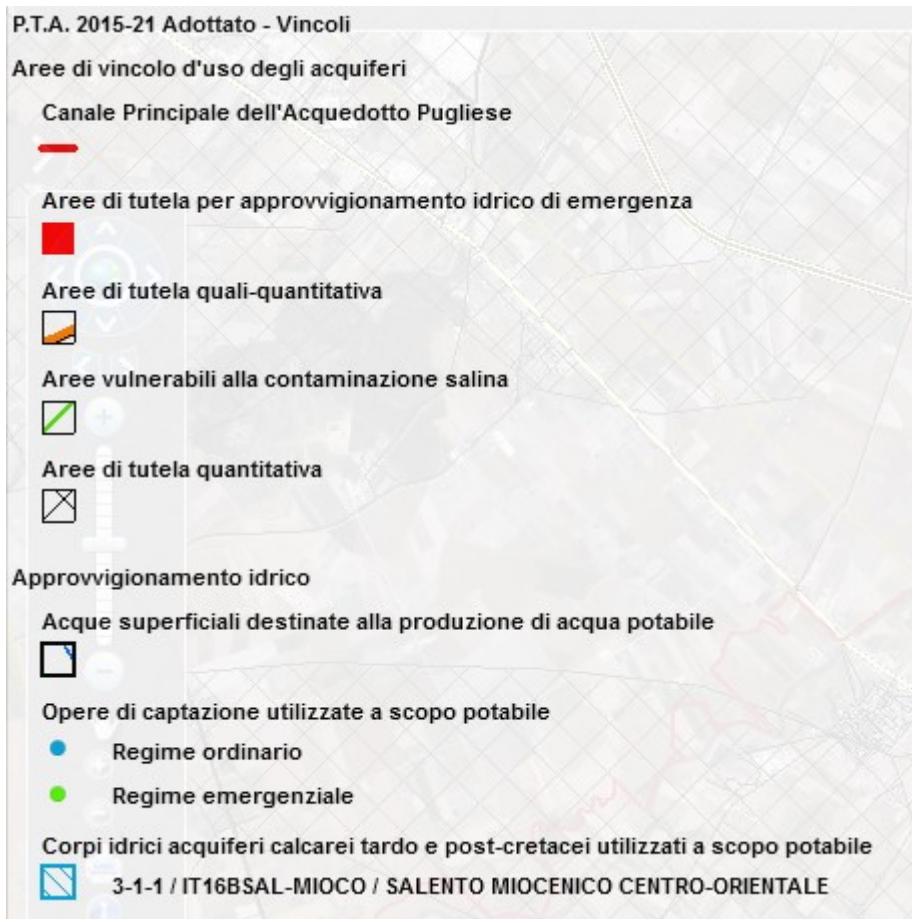 P.T.A. 2015-21 Adottato - Vincoli
Aree di vincolo d'uso degli acquiferi
Canale Principale dell'Acquedotto Pugliese
Aree di tutela per approvvigionamento idrico di emergenza
Aree di tutela quali-quantitativa
Aree vulnerabili alla contaminazione salina
Aree di tutela quantitativa
Approvvigionamento idrico
Acque superficiali destinate alla produzione di acqua potabile
Opere di captazione utilizzate a scopo potabile
Regime ordinario
Regime emergenziale
Corpi idrici acquiferi calcarei tardo e post-cretacei utilizzati a scopo potabile
3-1-1 / IT16BSAL-MIOCO / SALENTO MIOCENICO CENTRO-ORIENTALE